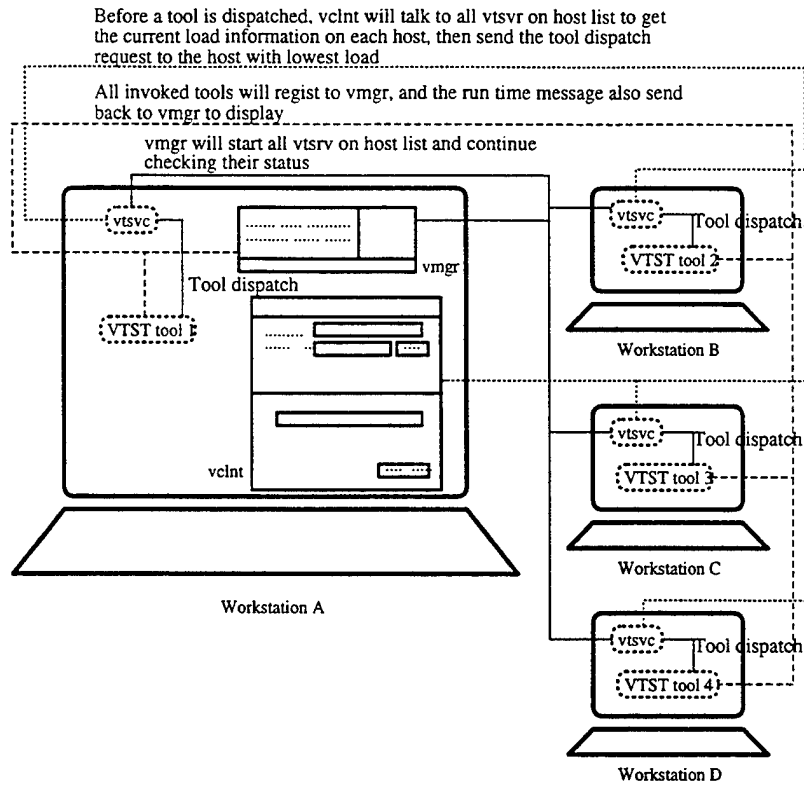 Before a tool is dispatched, vclnt will talk to all vtsvr on host list to get
the current load information on each host, then send the tool dispatch
request to the host with lowest load
All invoked tools will regist to vmgr, and the run time message also send
back to vmgr to display
vmgr will start all vtsrv on host list and continue
checking their status
vtsvc
vmgr
Tool dispatch
VTST tool 1
vclnt
Workstation A
vtsvc
Tool dispatch
VTST tool 2
Workstation B
vtsvc
Tool dispatch
VTST tool 3
Workstation C
vtsvc
Tool dispatch
VTST tool 4
Workstation D